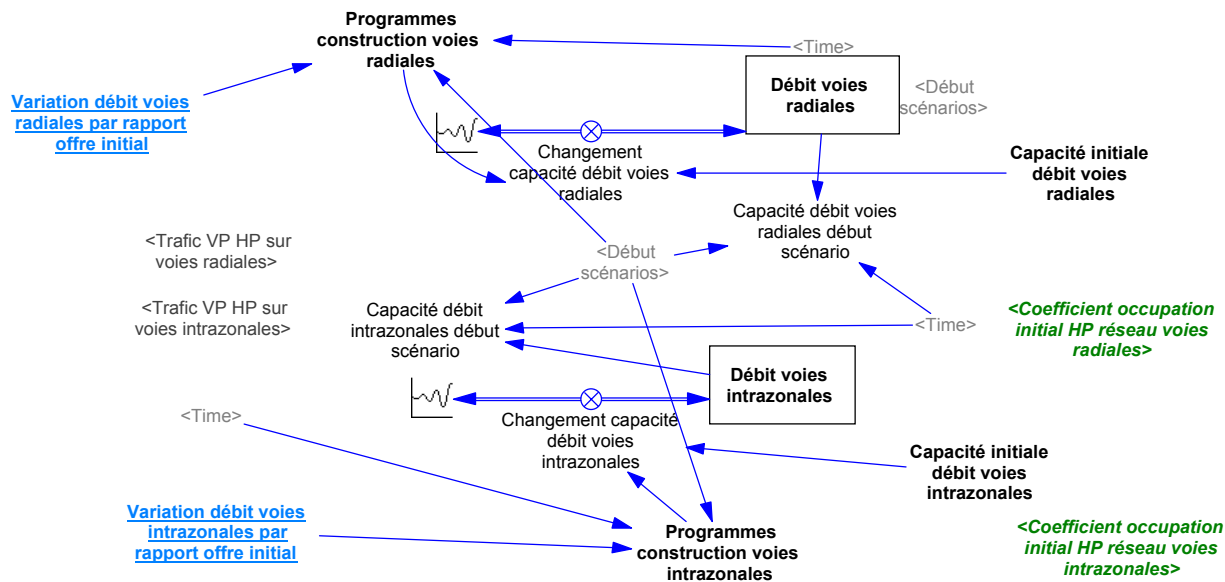 Programmes
construction voies
radiales
<Time>
Variation débit voies
radiales par rapport
offre initial
Débit voies
radiales
<Début
scénarios>
Changement
capacité débit voies
radiales
Capacité initiale
débit voies
radiales
Capacité débit voies
radiales début
scénario
<Trafic VP HP sur
voies radiales>
<Début
scénarios>
<Trafic VP HP sur
voies intrazonales>
Capacité débit
intrazonales début
scénario
<Time>
<Coefficient occupation
initial HP réseau voies
radiales>
Débit voies
intrazonales
<Time>
Changement capacité
débit voies
intrazonales
Capacité initiale
débit voies
intrazonales
Variation débit voies
intrazonales par
rapport offre initial
Programmes
construction voies
intrazonales
<Coefficient occupation
initial HP réseau voies
intrazonales>